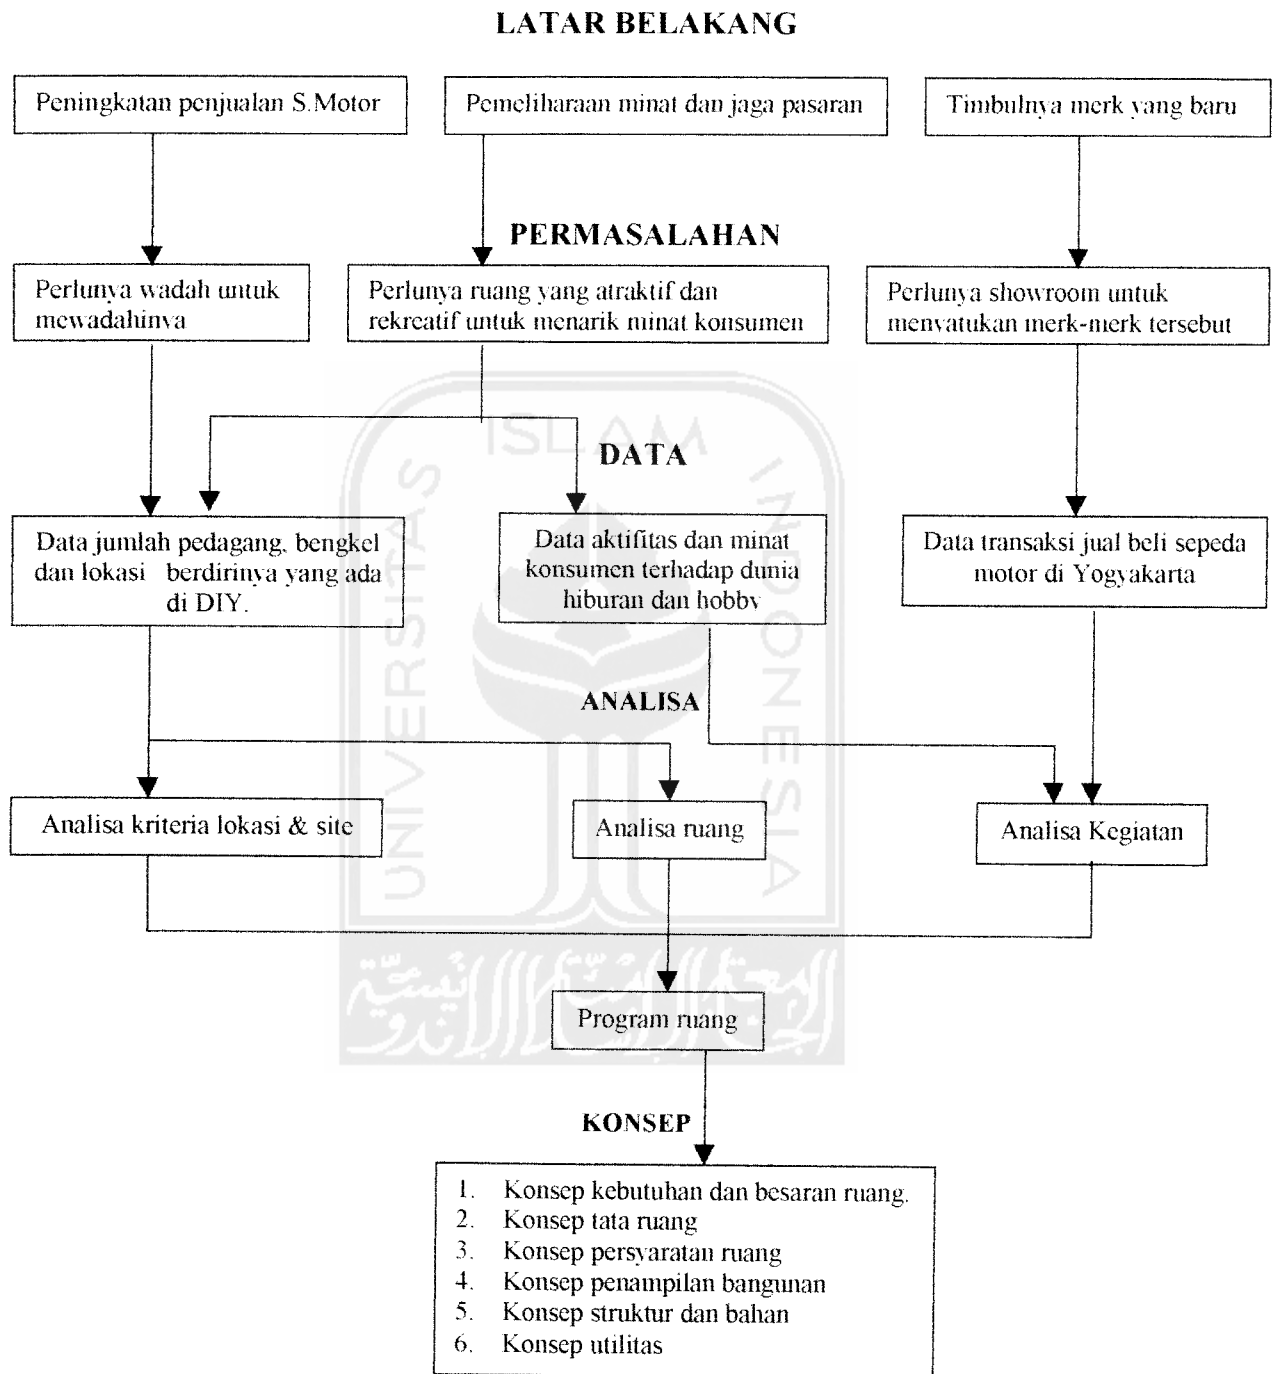 LATAR BELAKANG
Peningkatan penjualan S.Motor
Pemeliharaan minat dan jaga pasaran
Timbulnya merk yang baru
PERMASALAHAN
Perlunya wadah untuk
mewadahinya
Perlunya ruang yang atraktif dan
rekreatif untuk menarik minat konsumen
Perlunya showroom untuk
menyatukan merk-merk tersebut
DATA
Data jumlah pedagang, bengkel
dan lokasi berdirinya yang ada
di DIY.
Data aktifitas dan minat
konsumen terhadap dunia
hiburan dan hobby
Data transaksi jual beli sepeda
motor di Yogyakarta
ANALISA
Analisa kriteria lokasi & site
Analisa ruang
Analisa Kegiatan
Program ruang
KONSEP
1. Konsep kebutuhan dan besaran ruang.
2. Konsep tata ruang
3. Konsep persyaratan ruang
4. Konsep penampilan bangunan
5. Konsep struktur dan bahan
6. Konsep utilitas
UNIVERSITAS
ISLAM
INDONESIA